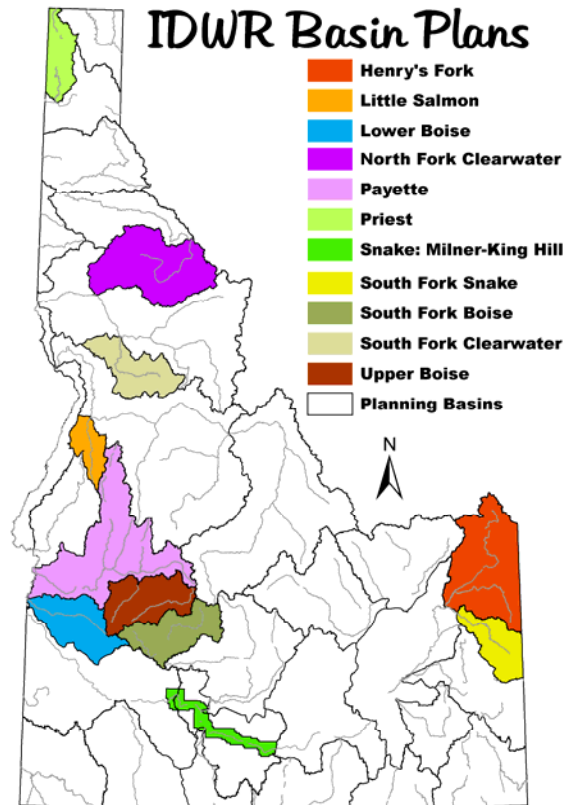 IDWR Basin Plans
Henry's Fork
Little Salmon
Lower Boise
North Fork Clearwater
Payette
Priest
Snake: Milner-King Hill
South Fork Snake
South Fork Boise
South Fork Clearwater
Upper Boise
Planning Basins
N